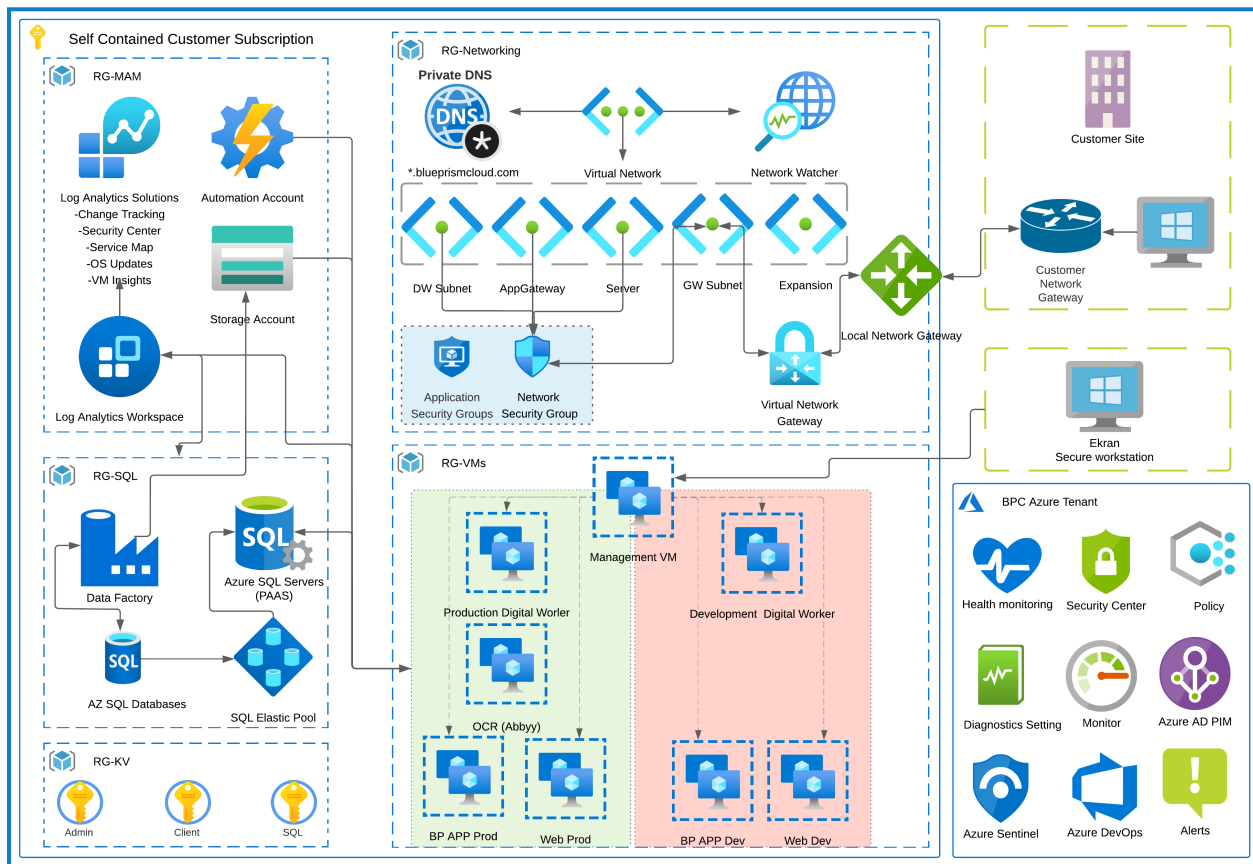 Self Contained Customer Subscription
RG-MAM
Log Analytics Solutions
-Change Tracking
-Security Center
-Service Map
-OS Updates
-VM Insights
Automation Account
Storage Account
Log Analytics Workspace
RG-SQL
Data Factory
SQL
Azure SQL Servers
(PAAS)
SQL
AZ SQL Databases
SQL Elastic Pool
RG-KV
Admin
Client
SQL
RG-Networking
Private DNS
DNS
*.blueprismcloud.com
Virtual Network
Network Watcher
DW Subnet
AppGateway
Server
GW Subnet
Expansion
Local Network Gateway
Application
Security Groups
Network
Security Group
Virtual Network
Gateway
RG-VMs
Management VM
Production Digital Worler
Development Digital Worker
OCR (Abbyy)
BP APP Prod
Web Prod
BP APP Dev
Web Dev
Customer Site
Customer
Network
Gateway
Ekran
Secure workstation
BPC Azure Tenant
Health monitoring
Security Center
Policy
Diagnostics Setting
Monitor
Azure AD PIM
Azure Sentinel
Azure DevOps
Alerts